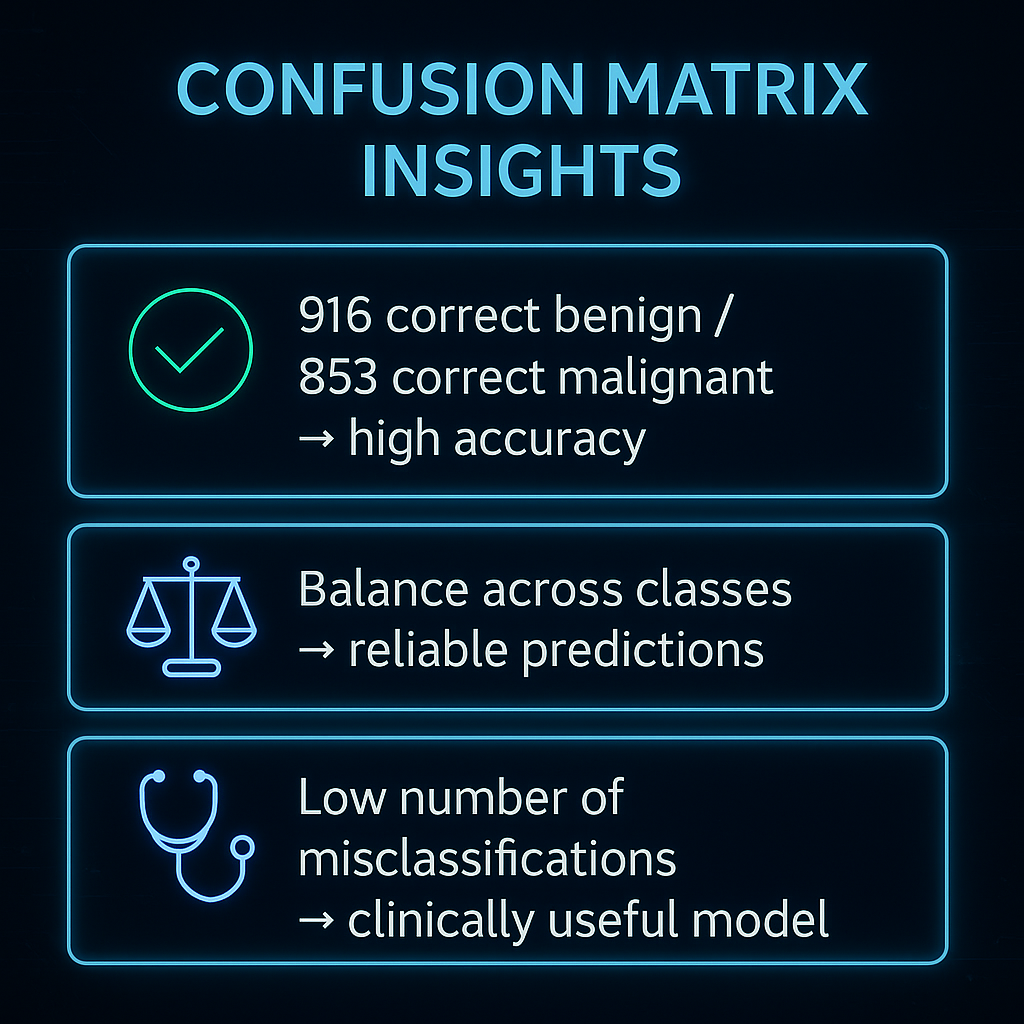 CONFUSION MATRIX
INSIGHTS
916 correct benign /
853 correct malignant
→ high accuracy
Balance across classes
→ reliable predictions
Low number of
misclassifications
→ clinically useful model